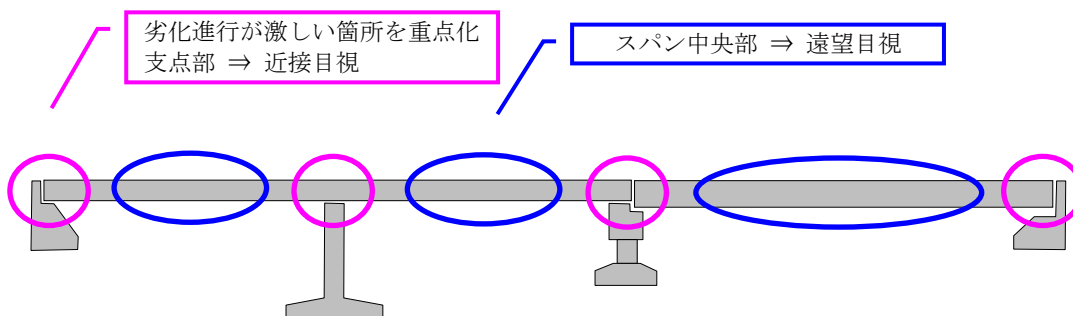 劣化進行が激しい箇所を重点化
支点部 ⇒ 近接目視
スパン中央部 ⇒ 遠望目視